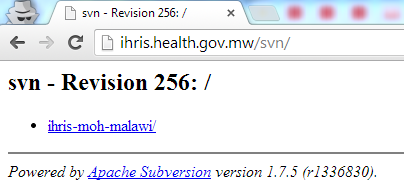 svn - Revision 256: /
ihris.health.gov.mw/svn/
svn - Revision 256: /
ihris-moh-malawi/
Powered by Apache Subversion version 1.7.5 (r1336830).